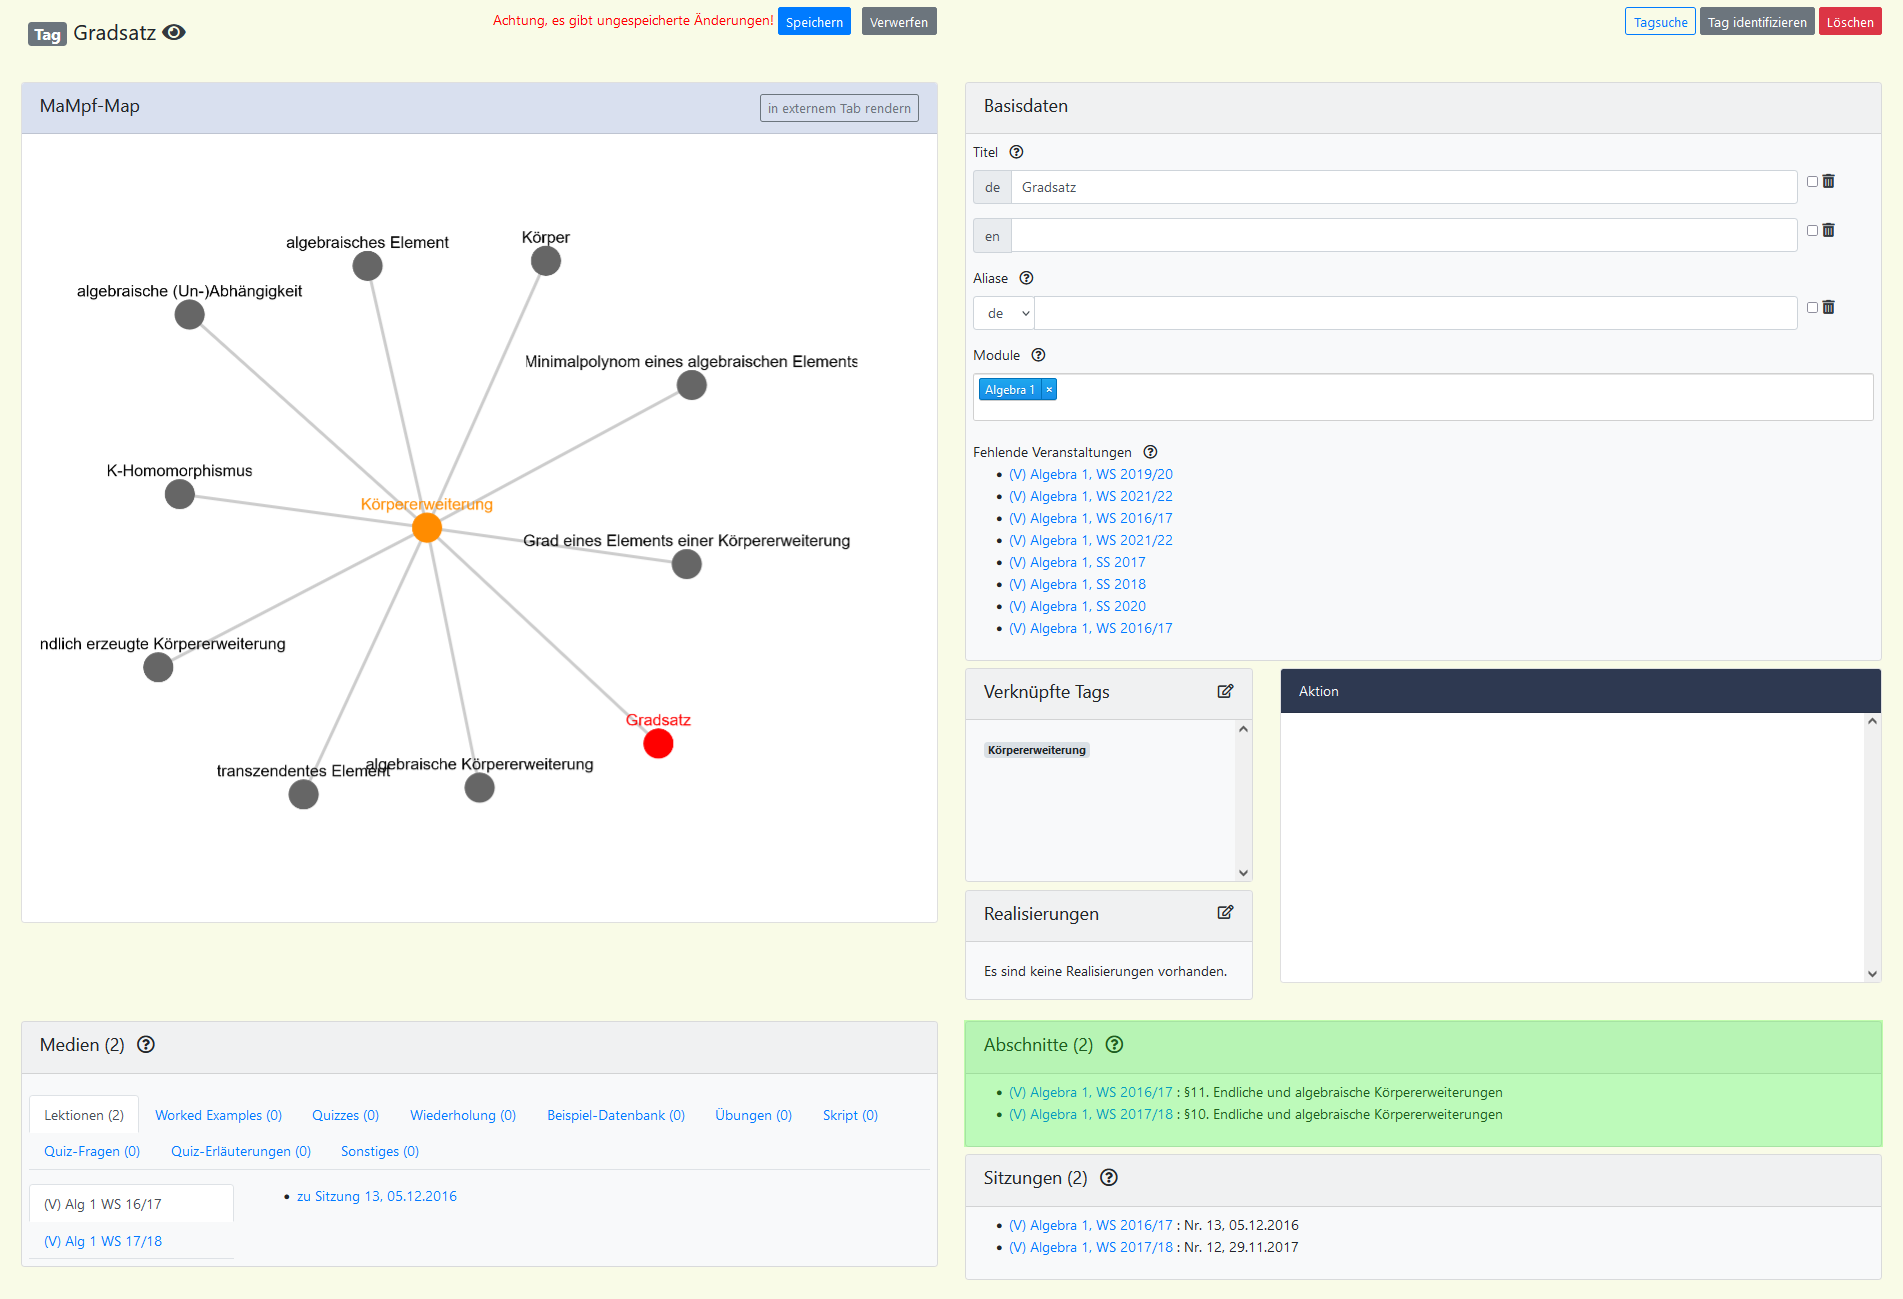 Tag Gradsatz
Achtung, es gibt ungespeicherte Änderungen! Speichern Verwerfen
Tagsuche Tag identifizieren Löschen
MaMpf-Map
in externem Tab rendern
algebraisches Element
Körper
algebraische (Un-)Abhängigkeit
Minimalpolynom eines algebraischen Elements
K-Homomorphismus
Körpererweiterung
Grad eines Elements einer Körpererweiterung
ndlich erzeugte Körpererweiterung
Gradsatz
transzendentes Element
algebraische Körpererweiterung
Basisdaten
Titel
de Gradsatz
en
Aliase
de
Module
Algebra 1 ×
Fehlende Veranstaltungen
(V) Algebra 1, WS 2019/20
(V) Algebra 1, WS 2021/22
(V) Algebra 1, WS 2016/17
(V) Algebra 1, WS 2021/22
(V) Algebra 1, SS 2017
(V) Algebra 1, SS 2018
(V) Algebra 1, SS 2020
(V) Algebra 1, WS 2016/17
Verknüpfte Tags
Körpererweiterung
Aktion
Realisierungen
Es sind keine Realisierungen vorhanden.
Medien (2)
Lektionen (2) Worked Examples (0) Quizzes (0) Wiederholung (0) Beispiel-Datenbank (0) Übungen (0) Skript (0)
Quiz-Fragen (0) Quiz-Erläuterungen (0) Sonstiges (0)
(V) Alg 1 WS 16/17
(V) Alg 1 WS 17/18
zu Sitzung 13, 05.12.2016
Abschnitte (2)
(V) Algebra 1, WS 2016/17 : §11. Endliche und algebraische Körpererweiterungen
(V) Algebra 1, WS 2017/18 : §10. Endliche und algebraische Körpererweiterungen
Sitzungen (2)
(V) Algebra 1, WS 2016/17 : Nr. 13, 05.12.2016
(V) Algebra 1, WS 2017/18 : Nr. 12, 29.11.2017